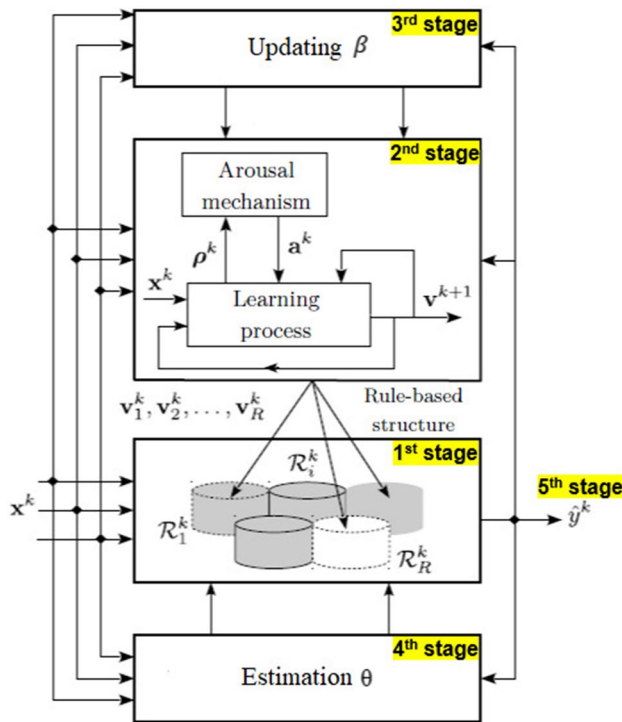 3rd stage
Updating β
2nd stage
Arousal
mechanism
ρ^k
a^k
x^k
Learning
process
v^{k+1}
v_1^k, v_2^k, . . . , v_R^k
Rule-based
structure
1st stage
R_i^k
5th stage
x^k
ŷ^k
R_1^k
R_R^k
4th stage
Estimation θ